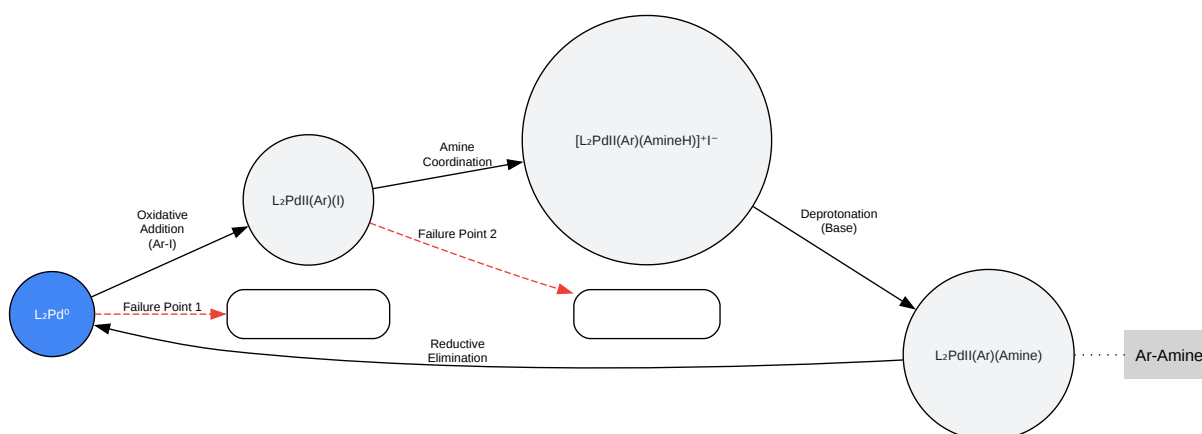 [L₂PdII(Ar)(AmineH)]⁺I⁻
Amine
Coordination
L₂PdII(Ar)(I)
Oxidative
Addition
(Ar-I)
Failure Point 2
Deprotonation
(Base)
L₂Pd⁰
Failure Point 1
Reductive
Elimination
L₂PdII(Ar)(Amine)
Ar-Amine